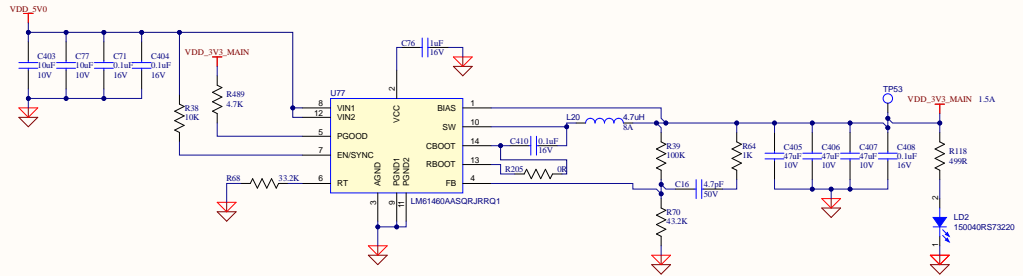 VDD_5V0
C403
10uF
10V
C77
10uF
10V
C71
0.1uF
16V
C404
0.1uF
16V
R38
10K
VDD_3V3_MAIN
R489
4.7K
C76
1uF
16V
U77
8
VIN1
12
VIN2
5
PGOOD
7
EN/SYNC
6
RT
R68
33.2K
2
VCC
AGND
PGND1
PGND2
3
9
11
BIAS
1
SW
10
CBOOT
14
RBOOT
13
FB
4
LM61460AASQRJRRQ1
C410
0.1uF
16V
R205
0R
L20
4.7uH
8A
R39
100K
R70
43.2K
C16
4.7pF
50V
R64
1K
C405
47uF
10V
C406
47uF
10V
C407
47uF
10V
C408
0.1uF
16V
TP53
VDD_3V3_MAIN 1.5A
R118
499R
2
1
LD2
150040RS73220